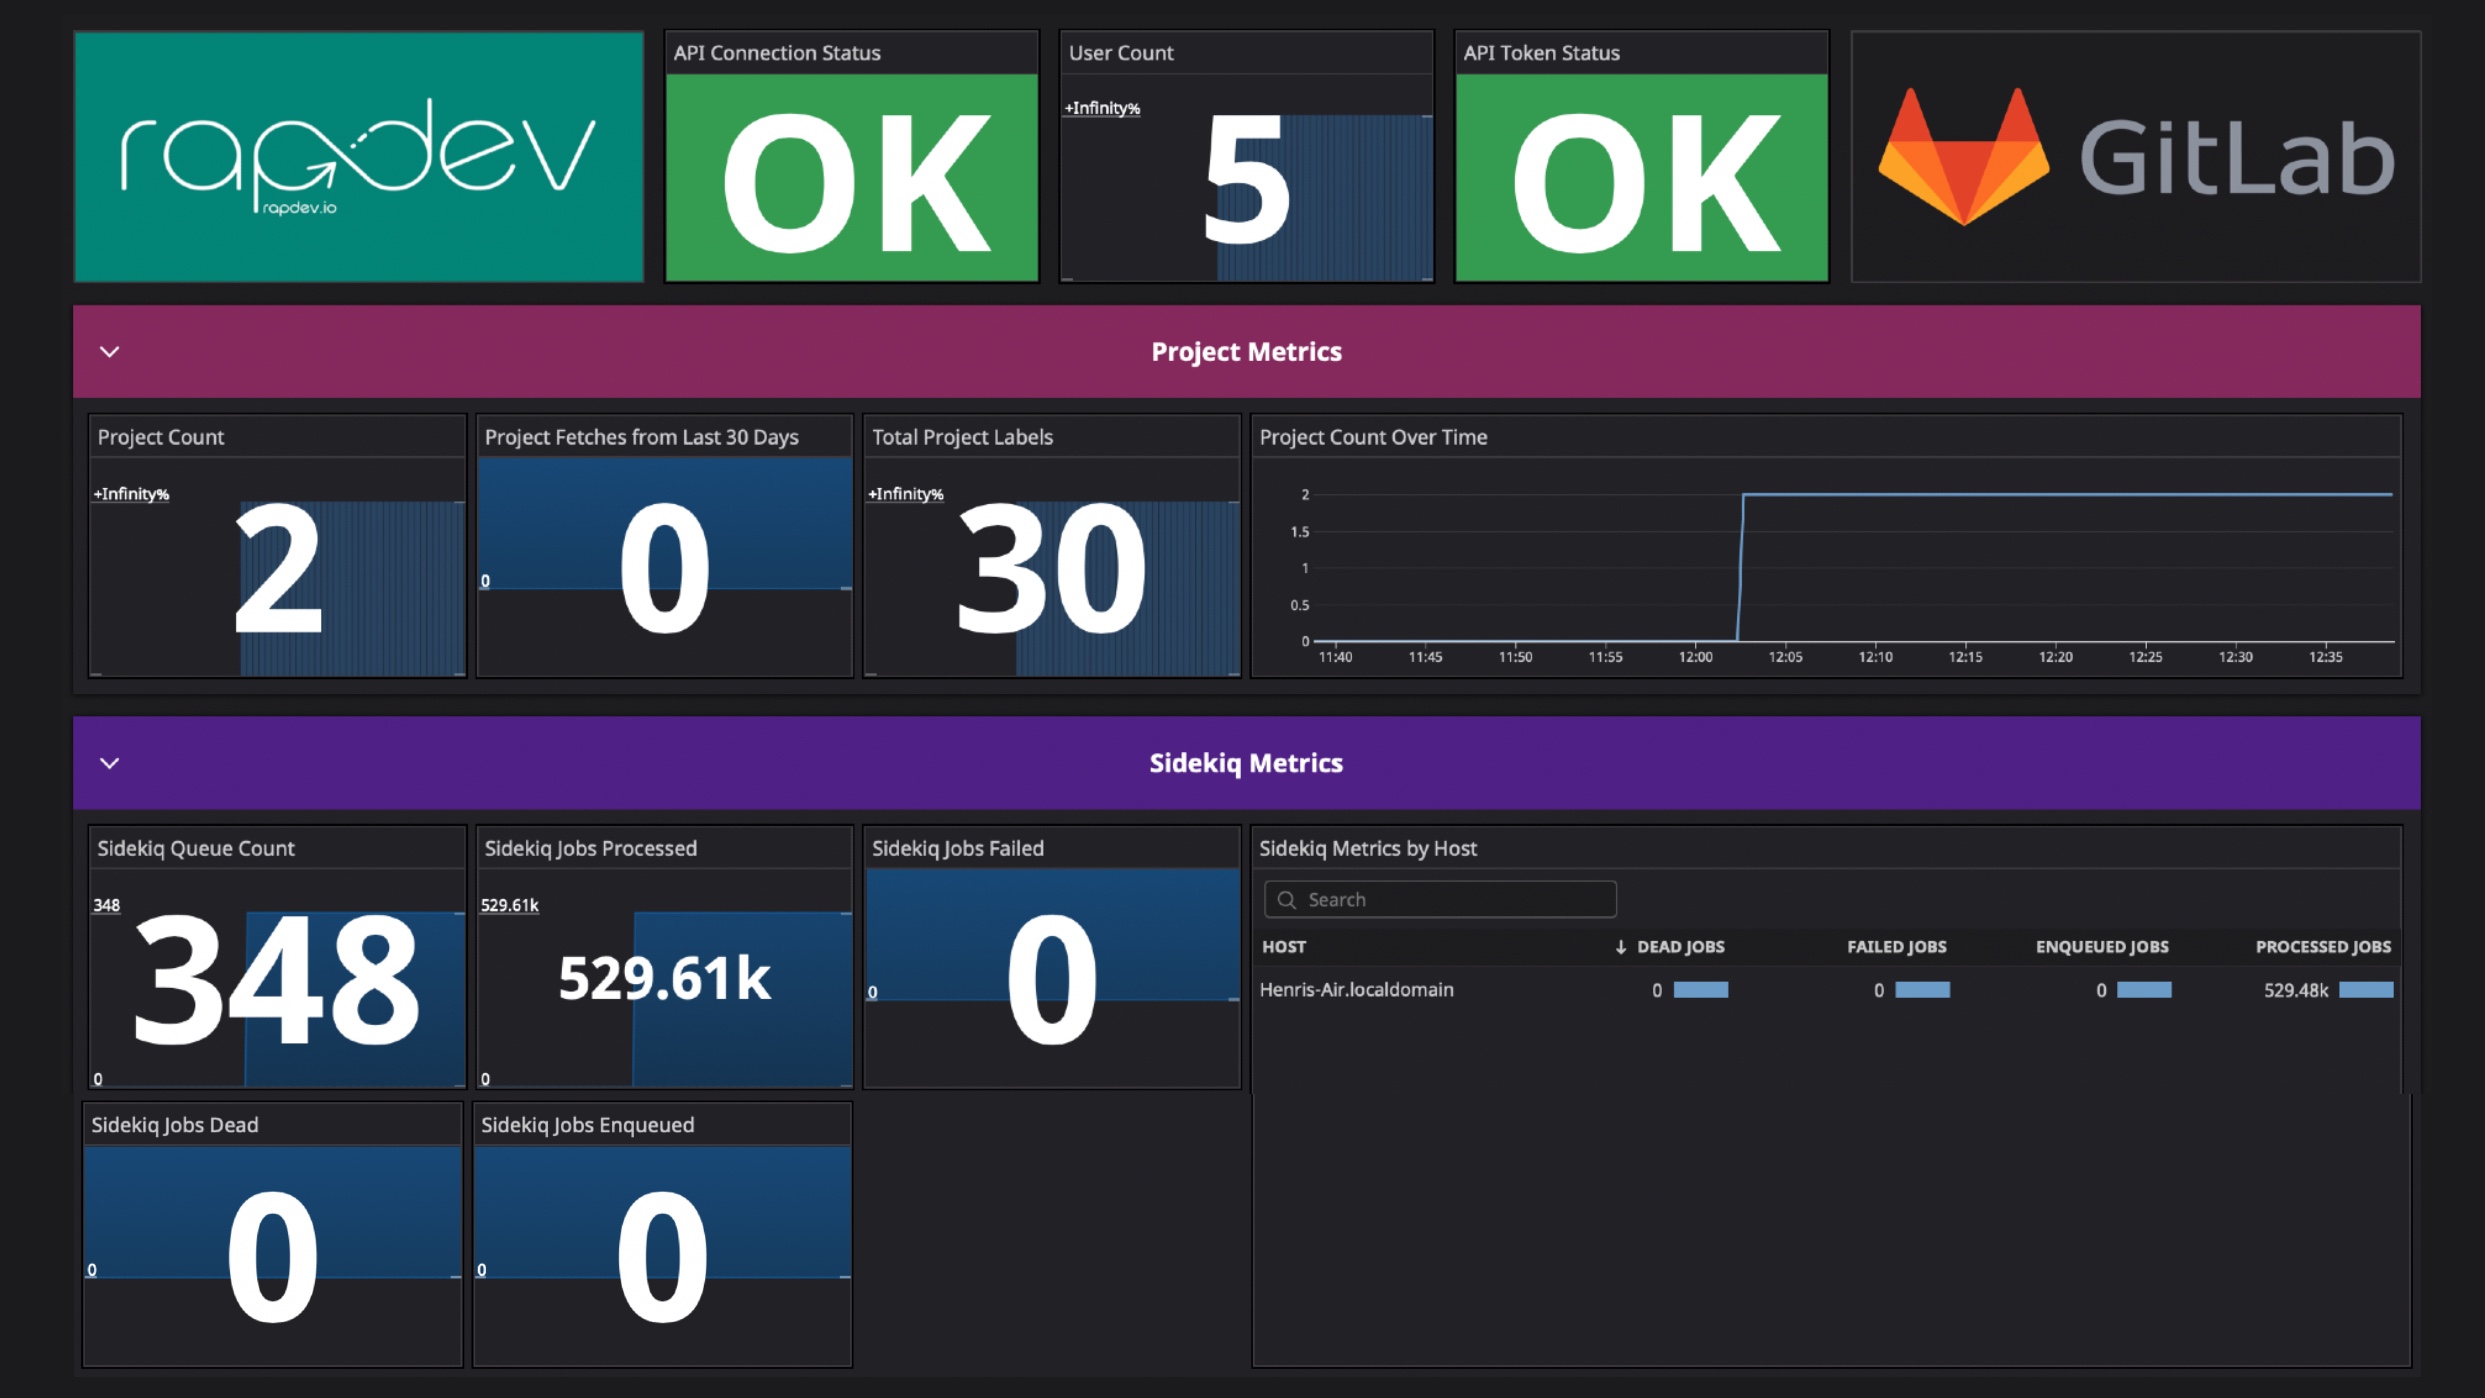 rapdev
rapdev.io
API Connection Status
OK
User Count
+Infinity%
5
API Token Status
OK
GitLab
Project Metrics
Project Count
+Infinity%
2
Project Fetches from Last 30 Days
0
0
Total Project Labels
+Infinity%
30
Project Count Over Time
2
1.5
1
0.5
0
11:40 11:45 11:50 11:55 12:00 12:05 12:10 12:15 12:20 12:25 12:30 12:35
Sidekiq Metrics
Sidekiq Queue Count
348
348
0
Sidekiq Jobs Processed
529.61k
529.61k
0
Sidekiq Jobs Failed
0
0
Sidekiq Metrics by Host
Search
HOST ↓ DEAD JOBS FAILED JOBS ENQUEUED JOBS PROCESSED JOBS
Henris-Air.localdomain 0 0 0 529.48k
Sidekiq Jobs Dead
0
0
Sidekiq Jobs Enqueued
0
0